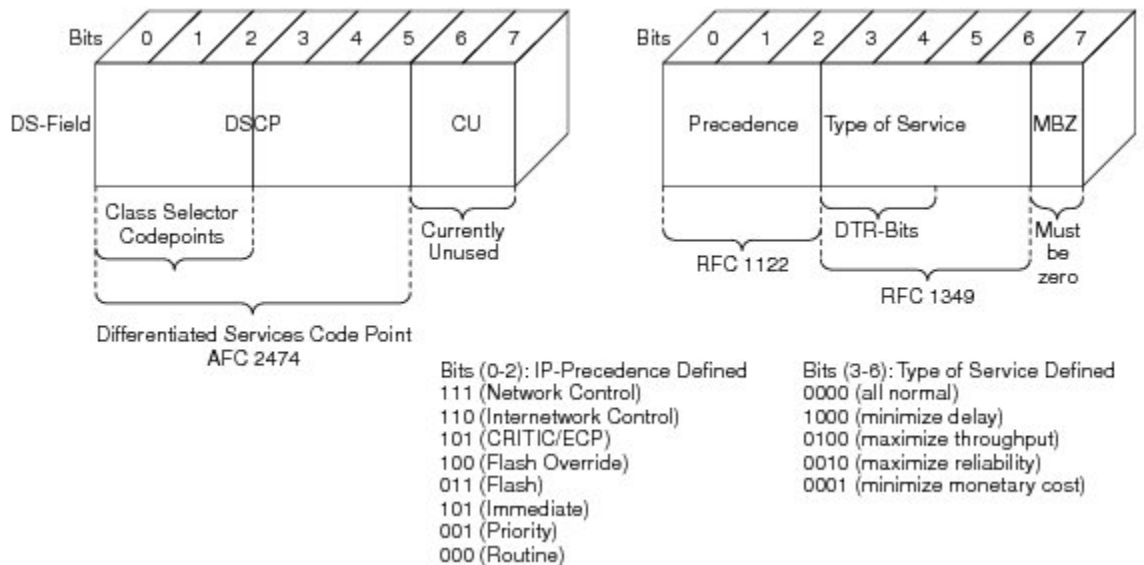 Bits 0 1 2 3 4 5 6 7
DS-Field
DSCP
CU
Class Selector
Codepoints
Currently
Unused
Differentiated Services Code Point
AFC 2474
Bits 0 1 2 3 4 5 6 7
Precedence
Type of Service
MBZ
DTR-Bits
Must
be
zero
RFC 1122
RFC 1349
Bits (0-2): IP-Precedence Defined
111 (Network Control)
110 (Internetwork Control)
101 (CRITIC/ECP)
100 (Flash Override)
011 (Flash)
101 (Immediate)
001 (Priority)
000 (Routine)
Bits (3-6): Type of Service Defined
0000 (all normal)
1000 (minimize delay)
0100 (maximize throughput)
0010 (maximize reliability)
0001 (minimize monetary cost)